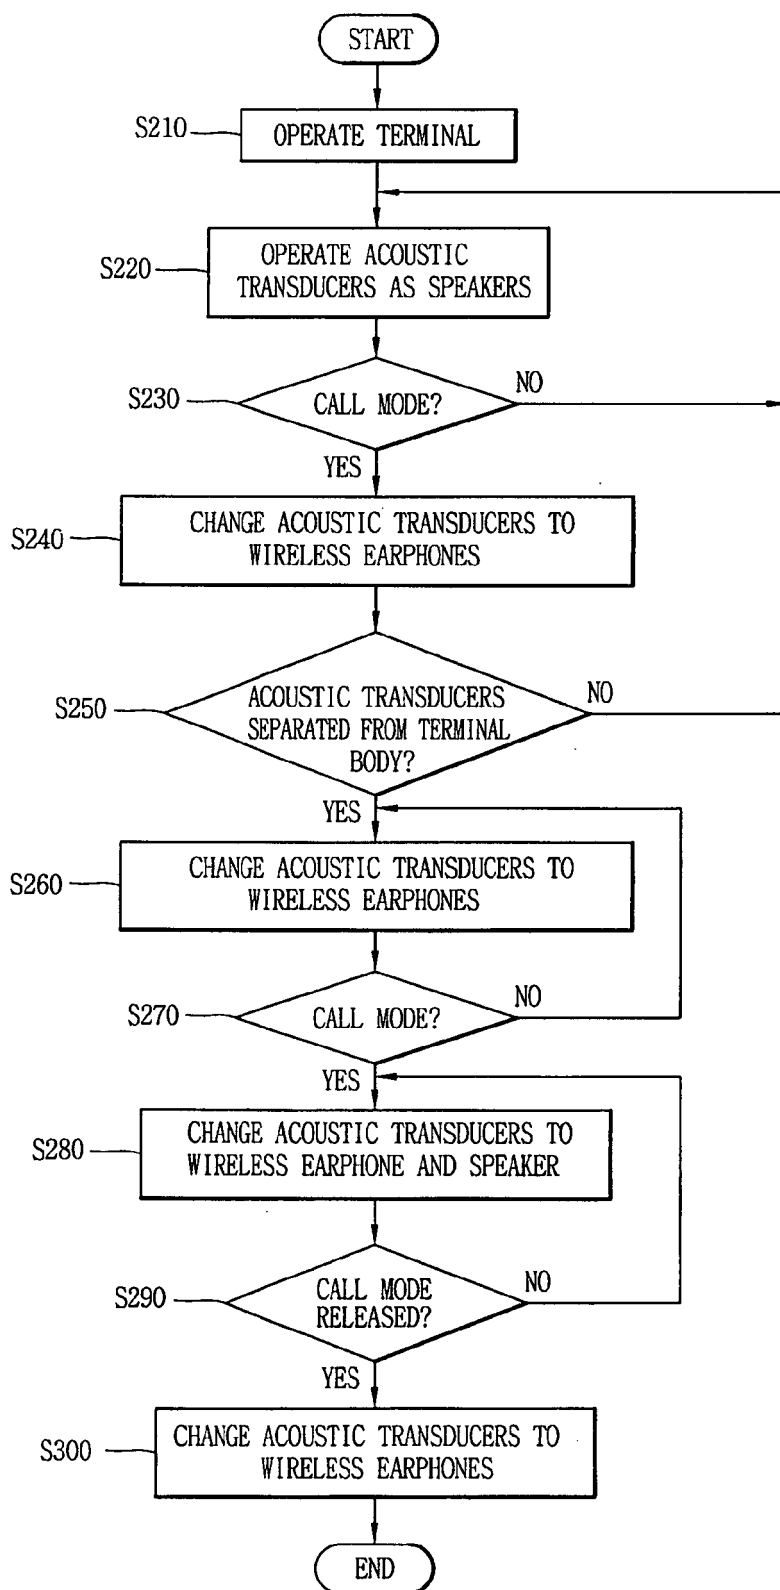 START
S210
OPERATE TERMINAL
S220
OPERATE ACOUSTIC
TRANSDUCERS AS SPEAKERS
S230
CALL MODE?
NO
YES
S240
CHANGE ACOUSTIC TRANSDUCERS TO
WIRELESS EARPHONES
S250
ACOUSTIC TRANSDUCERS
SEPARATED FROM TERMINAL
BODY?
NO
YES
S260
CHANGE ACOUSTIC TRANSDUCERS TO
WIRELESS EARPHONES
S270
CALL MODE?
NO
YES
S280
CHANGE ACOUSTIC TRANSDUCERS TO
WIRELESS EARPHONE AND SPEAKER
S290
CALL MODE
RELEASED?
NO
YES
S300
CHANGE ACOUSTIC TRANSDUCERS TO
WIRELESS EARPHONES
END